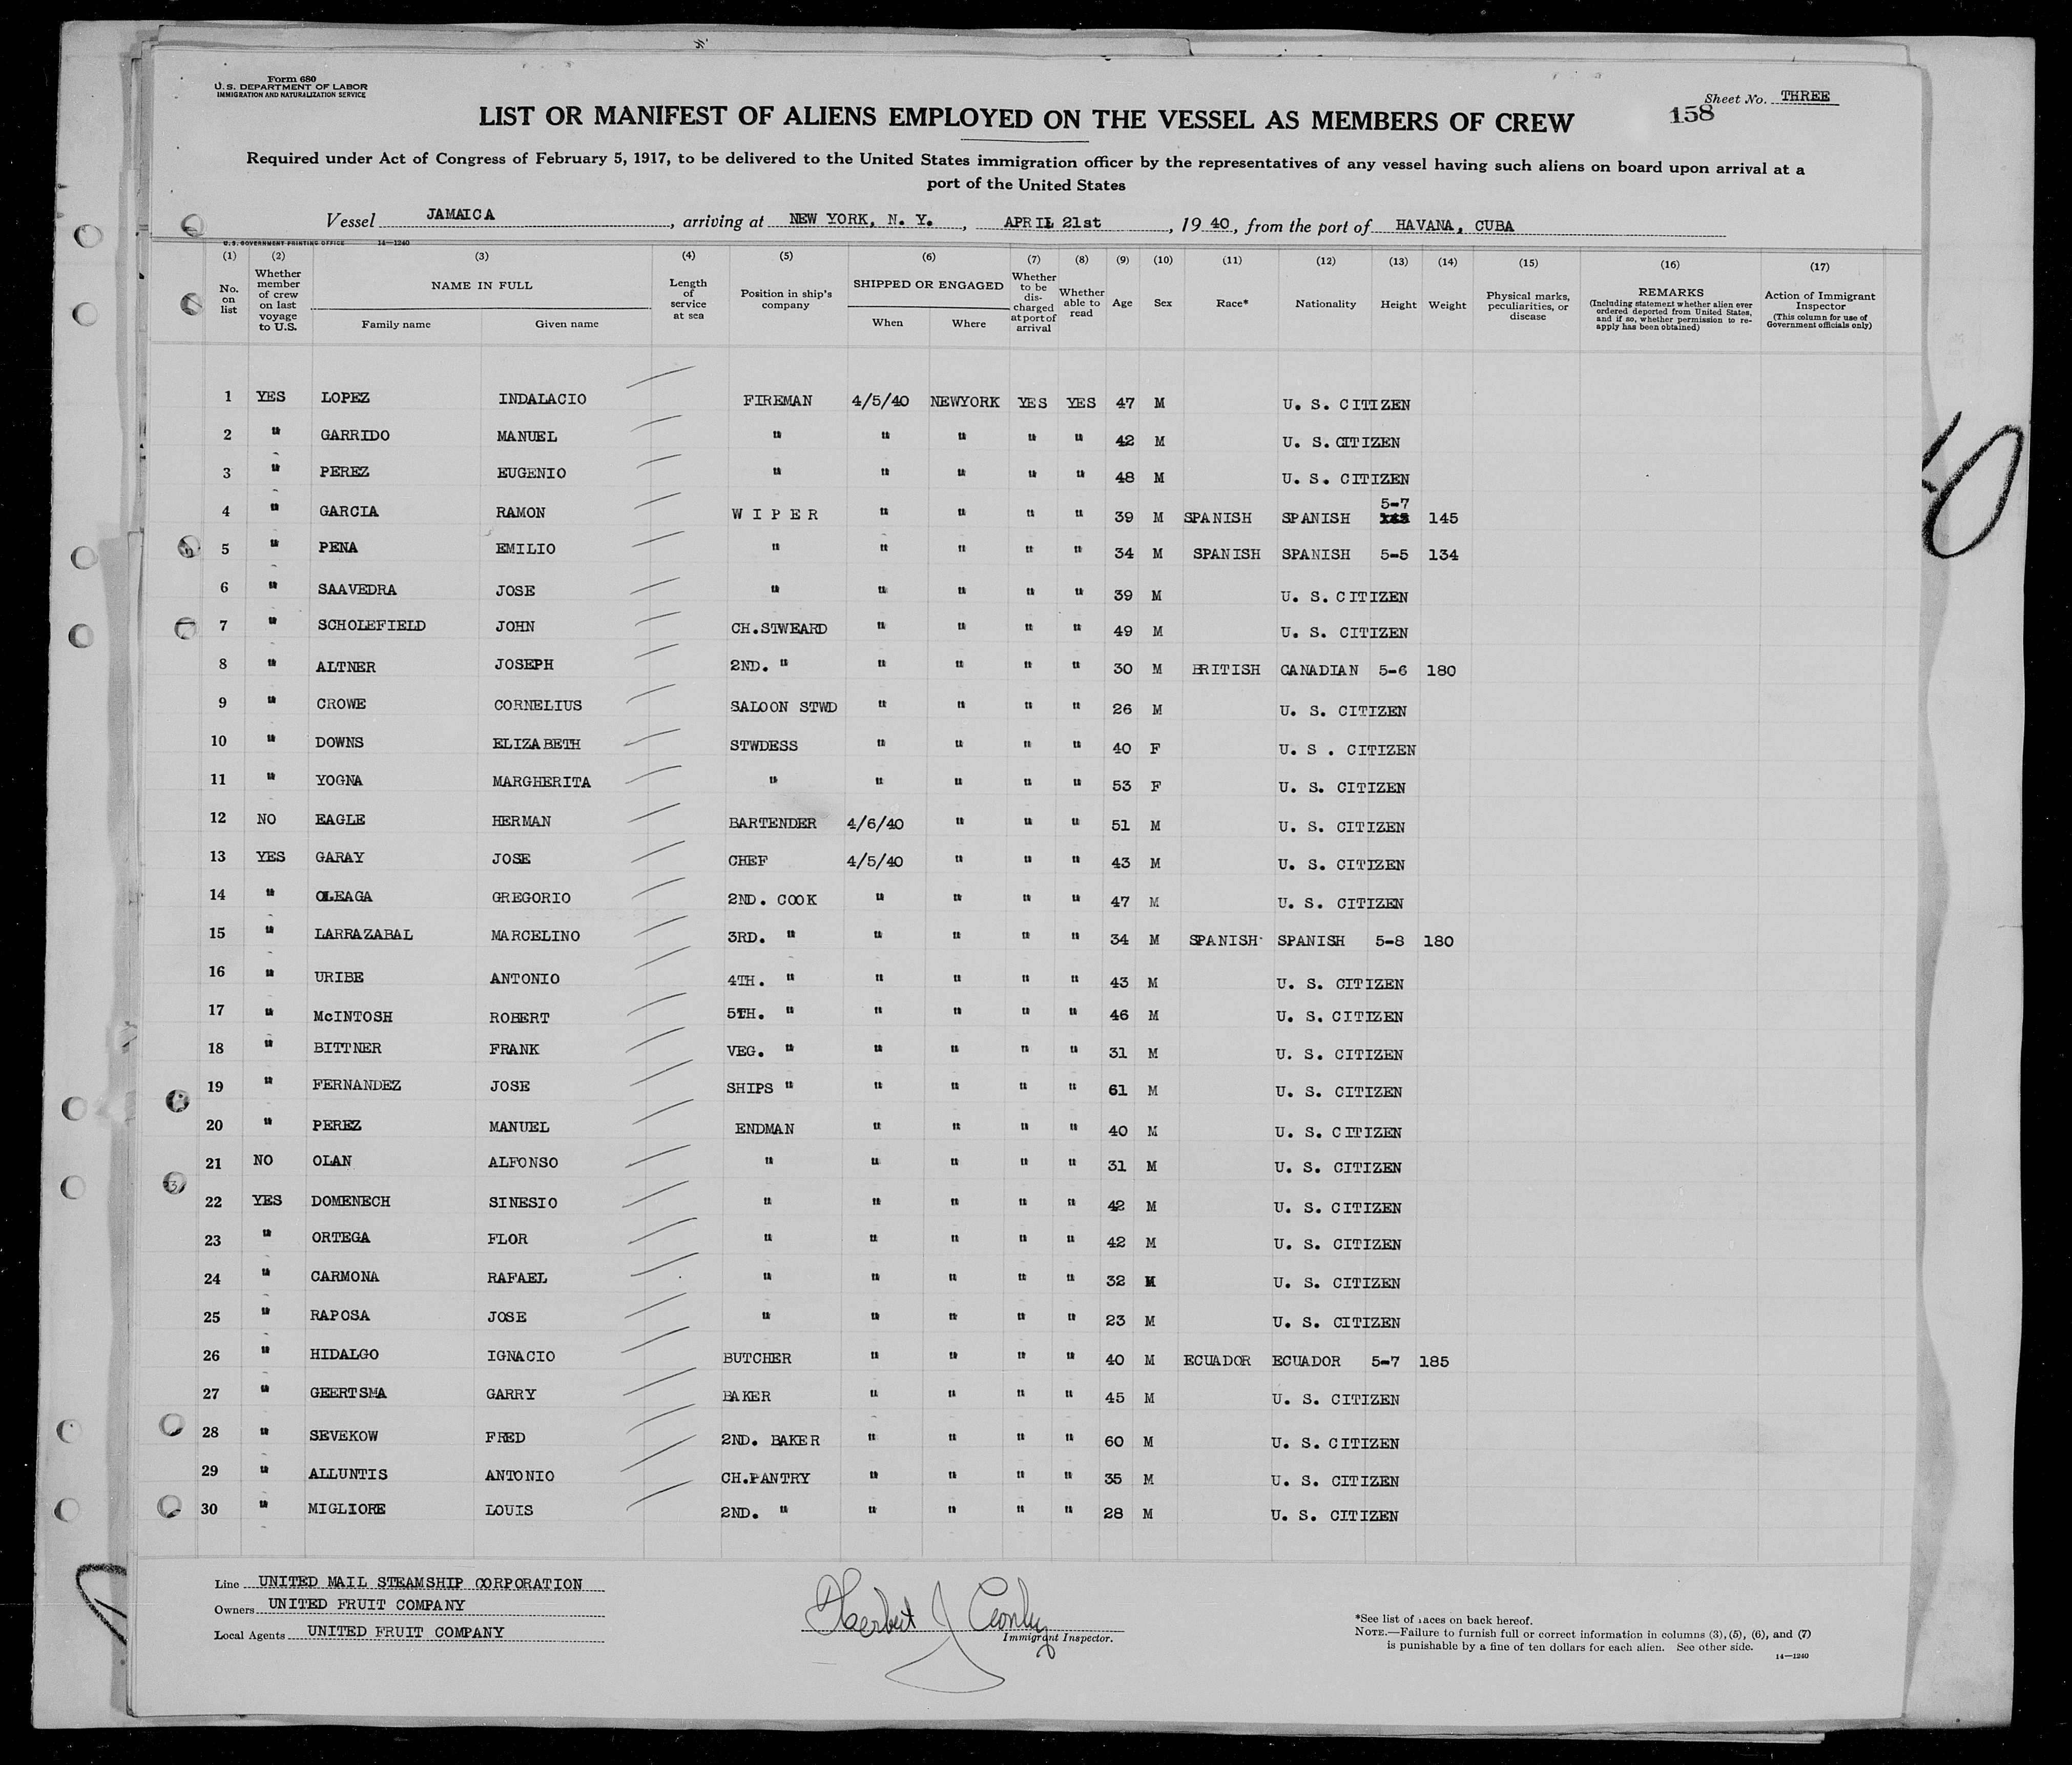 Form 680
U. S. DEPARTMENT OF LABOR
IMMIGRATION AND NATURALIZATION SERVICE
Sheet No. THREE
158
LIST OR MANIFEST OF ALIENS EMPLOYED ON THE VESSEL AS MEMBERS OF CREW
Required under Act of Congress of February 5, 1917, to be delivered to the United States immigration officer by the representatives of any vessel having such aliens on board upon arrival at a
port of the United States
Vessel JAMAICA, arriving at NEW YORK, N. Y., APRIL 21st, 19 40, from the port of HAVANA, CUBA
U. S. GOVERNMENT PRINTING OFFICE 14—1240
(1) No. on list
(2) Whether member of crew on last voyage to U.S.
(3) NAME IN FULL Family name Given name
(4) Length of service at sea
(5) Position in ship's company
(6) SHIPPED OR ENGAGED When Where
(7) Whether to be dis-charged at port of arrival
(8) Whether able to read
(9) Age
(10) Sex
(11) Race*
(12) Nationality
(13) Height
(14) Weight
(15) Physical marks, peculiarities, or disease
(16) REMARKS (Including statement whether alien ever ordered deported from United States, and if so, whether permission to re-apply has been obtained)
(17) Action of Immigrant Inspector (This column for use of Government officials only)
1 YES LOPEZ INDALACIO FIREMAN 4/5/40 NEWYORK YES YES 47 M U. S. CITIZEN
2 " GARRIDO MANUEL " " " " " 42 M U. S. CITIZEN
3 " PEREZ EUGENIO " " " " " 48 M U. S. CITIZEN
4 " GARCIA RAMON W I P E R " " " " 39 M SPANISH SPANISH 5-7 145
5 " PENA EMILIO " " " " " 34 M SPANISH SPANISH 5-5 134
6 " SAAVEDRA JOSE " " " " " 39 M U. S. CITIZEN
7 " SCHOLEFIELD JOHN CH.STWEARD " " " " 49 M U. S. CITIZEN
8 " ALTNER JOSEPH 2ND. " " " " " 30 M BRITISH CANADIAN 5-6 180
9 " CROWE CORNELIUS SALOON STWD " " " " 26 M U. S. CITIZEN
10 " DOWNS ELIZABETH STWDESS " " " " 40 F U. S . CITIZEN
11 " YOGNA MARGHERITA " " " " " 53 F U. S. CITIZEN
12 NO EAGLE HERMAN BARTENDER 4/6/40 " " " 51 M U. S. CITIZEN
13 YES GARAY JOSE CHEF 4/5/40 " " " 43 M U. S. CITIZEN
14 " OLEAGA GREGORIO 2ND. COOK " " " " 47 M U. S. CITIZEN
15 " LARRAZABAL MARCELINO 3RD. " " " " " 34 M SPANISH SPANISH 5-8 180
16 " URIBE ANTONIO 4TH. " " " " " 43 M U. S. CITIZEN
17 " McINTOSH ROBERT 5TH. " " " " " 46 M U. S. CITIZEN
18 " BITTNER FRANK VEG. " " " " " 31 M U. S. CITIZEN
19 " FERNANDEZ JOSE SHIPS " " " " " 61 M U. S. CITIZEN
20 " PEREZ MANUEL ENDMAN " " " " 40 M U. S. CITIZEN
21 NO OLAN ALFONSO " " " " " 31 M U. S. CITIZEN
22 YES DOMENECH SINESIO " " " " " 42 M U. S. CITIZEN
23 " ORTEGA FLOR " " " " " 42 M U. S. CITIZEN
24 " CARMONA RAFAEL " " " " " 32 M U. S. CITIZEN
25 " RAPOSA JOSE " " " " " 23 M U. S. CITIZEN
26 " HIDALGO IGNACIO BUTCHER " " " " 40 M ECUADOR ECUADOR 5-7 185
27 " GEERTSMA GARRY BAKER " " " " 45 M U. S. CITIZEN
28 " SEVEKOW FRED 2ND. BAKER " " " " 60 M U. S. CITIZEN
29 " ALLUNTIS ANTONIO CH.PANTRY " " " " 35 M U. S. CITIZEN
30 " MIGLIORE LOUIS 2ND. " " " " " 28 M U. S. CITIZEN
Line UNITED MAIL STEAMSHIP CORPORATION
Owners UNITED FRUIT COMPANY
Local Agents UNITED FRUIT COMPANY
Herbert J Conley
Immigrant Inspector.
*See list of races on back hereof.
NOTE.—Failure to furnish full or correct information in columns (3), (5), (6), and (7)
is punishable by a fine of ten dollars for each alien. See other side.
14—1240